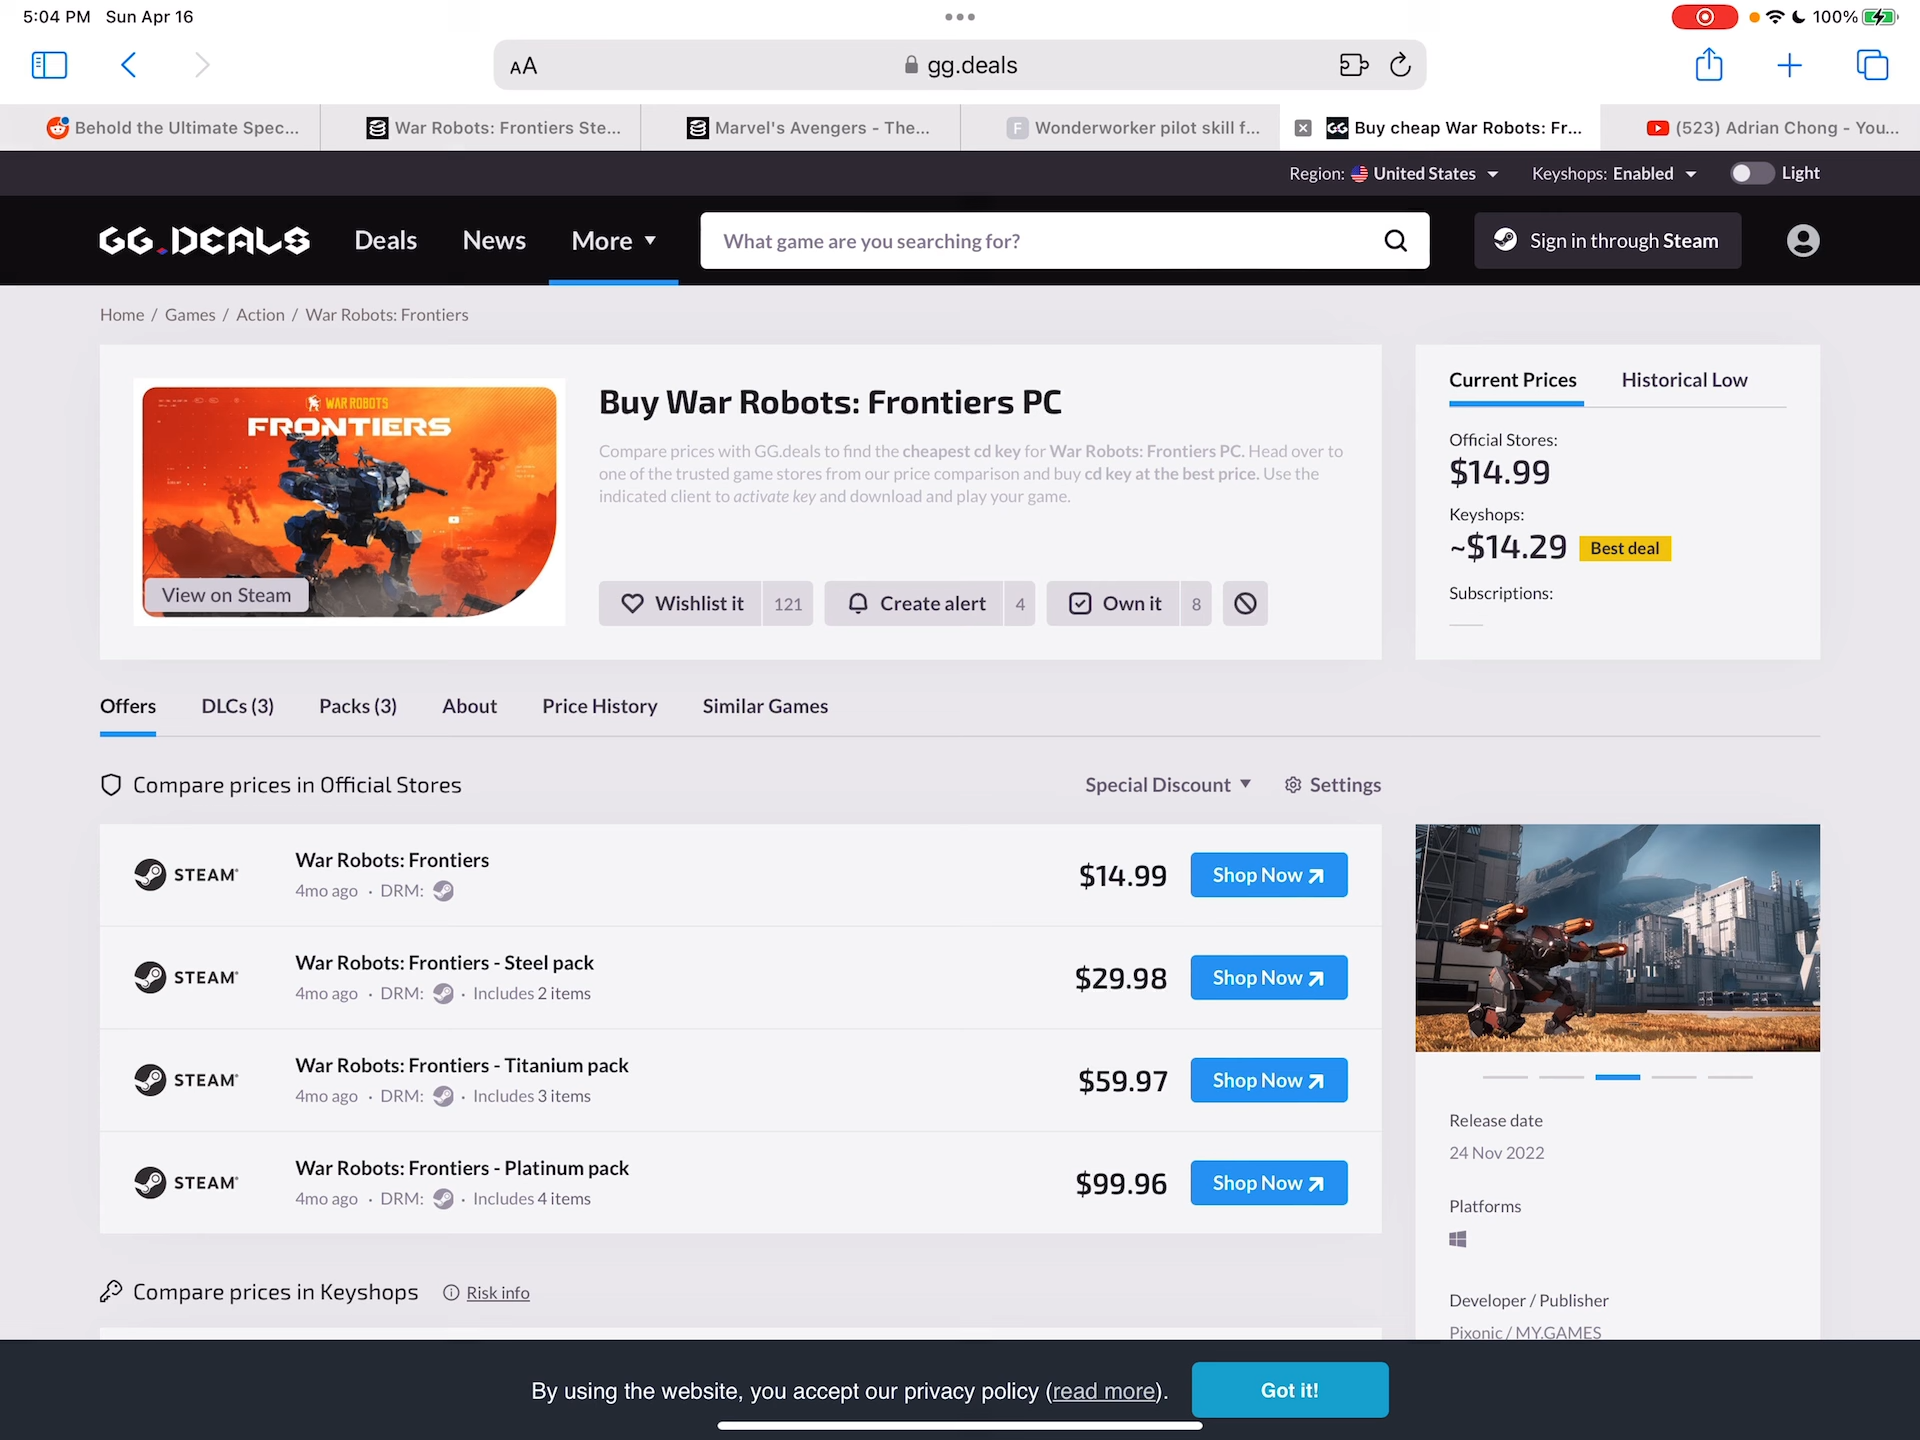 5:04 PM Sun Apr 16
100%
AA
gg.deals
Behold the Ultimate Spec...
War Robots: Frontiers Ste...
Marvel's Avengers - The...
F Wonderworker pilot skill f...
GG Buy cheap War Robots: Fr...
(523) Adrian Chong - You...
Region: United States
Keyshops: Enabled
Light
GG.DEALS
Deals
News
More
What game are you searching for?
Sign in through Steam
Home / Games / Action / War Robots: Frontiers
WAR ROBOTS
FRONTIERS
View on Steam
Buy War Robots: Frontiers PC
Compare prices with GG.deals to find the cheapest cd key for War Robots: Frontiers PC. Head over to
one of the trusted game stores from our price comparison and buy cd key at the best price. Use the
indicated client to activate key and download and play your game.
Wishlist it 121
Create alert 4
Own it 8
Current Prices
Historical Low
Official Stores:
$14.99
Keyshops:
~$14.29 Best deal
Subscriptions:
Offers
DLCs (3)
Packs (3)
About
Price History
Similar Games
Compare prices in Official Stores
Special Discount
Settings
STEAM
War Robots: Frontiers
4mo ago · DRM:
$14.99
Shop Now
STEAM
War Robots: Frontiers - Steel pack
4mo ago · DRM: · Includes 2 items
$29.98
Shop Now
STEAM
War Robots: Frontiers - Titanium pack
4mo ago · DRM: · Includes 3 items
$59.97
Shop Now
STEAM
War Robots: Frontiers - Platinum pack
4mo ago · DRM: · Includes 4 items
$99.96
Shop Now
Release date
24 Nov 2022
Platforms
Developer / Publisher
Pixonic / MY.GAMES
Compare prices in Keyshops
Risk info
By using the website, you accept our privacy policy (read more).
Got it!